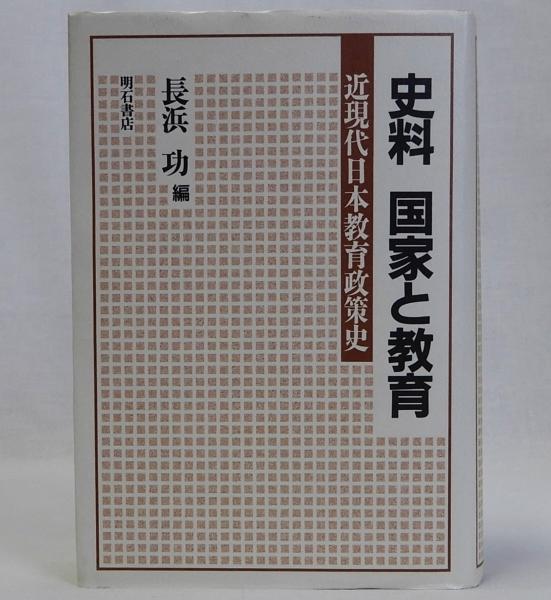 史料 国家と教育
近現代日本教育政策史
長浜 功 編
明石書店